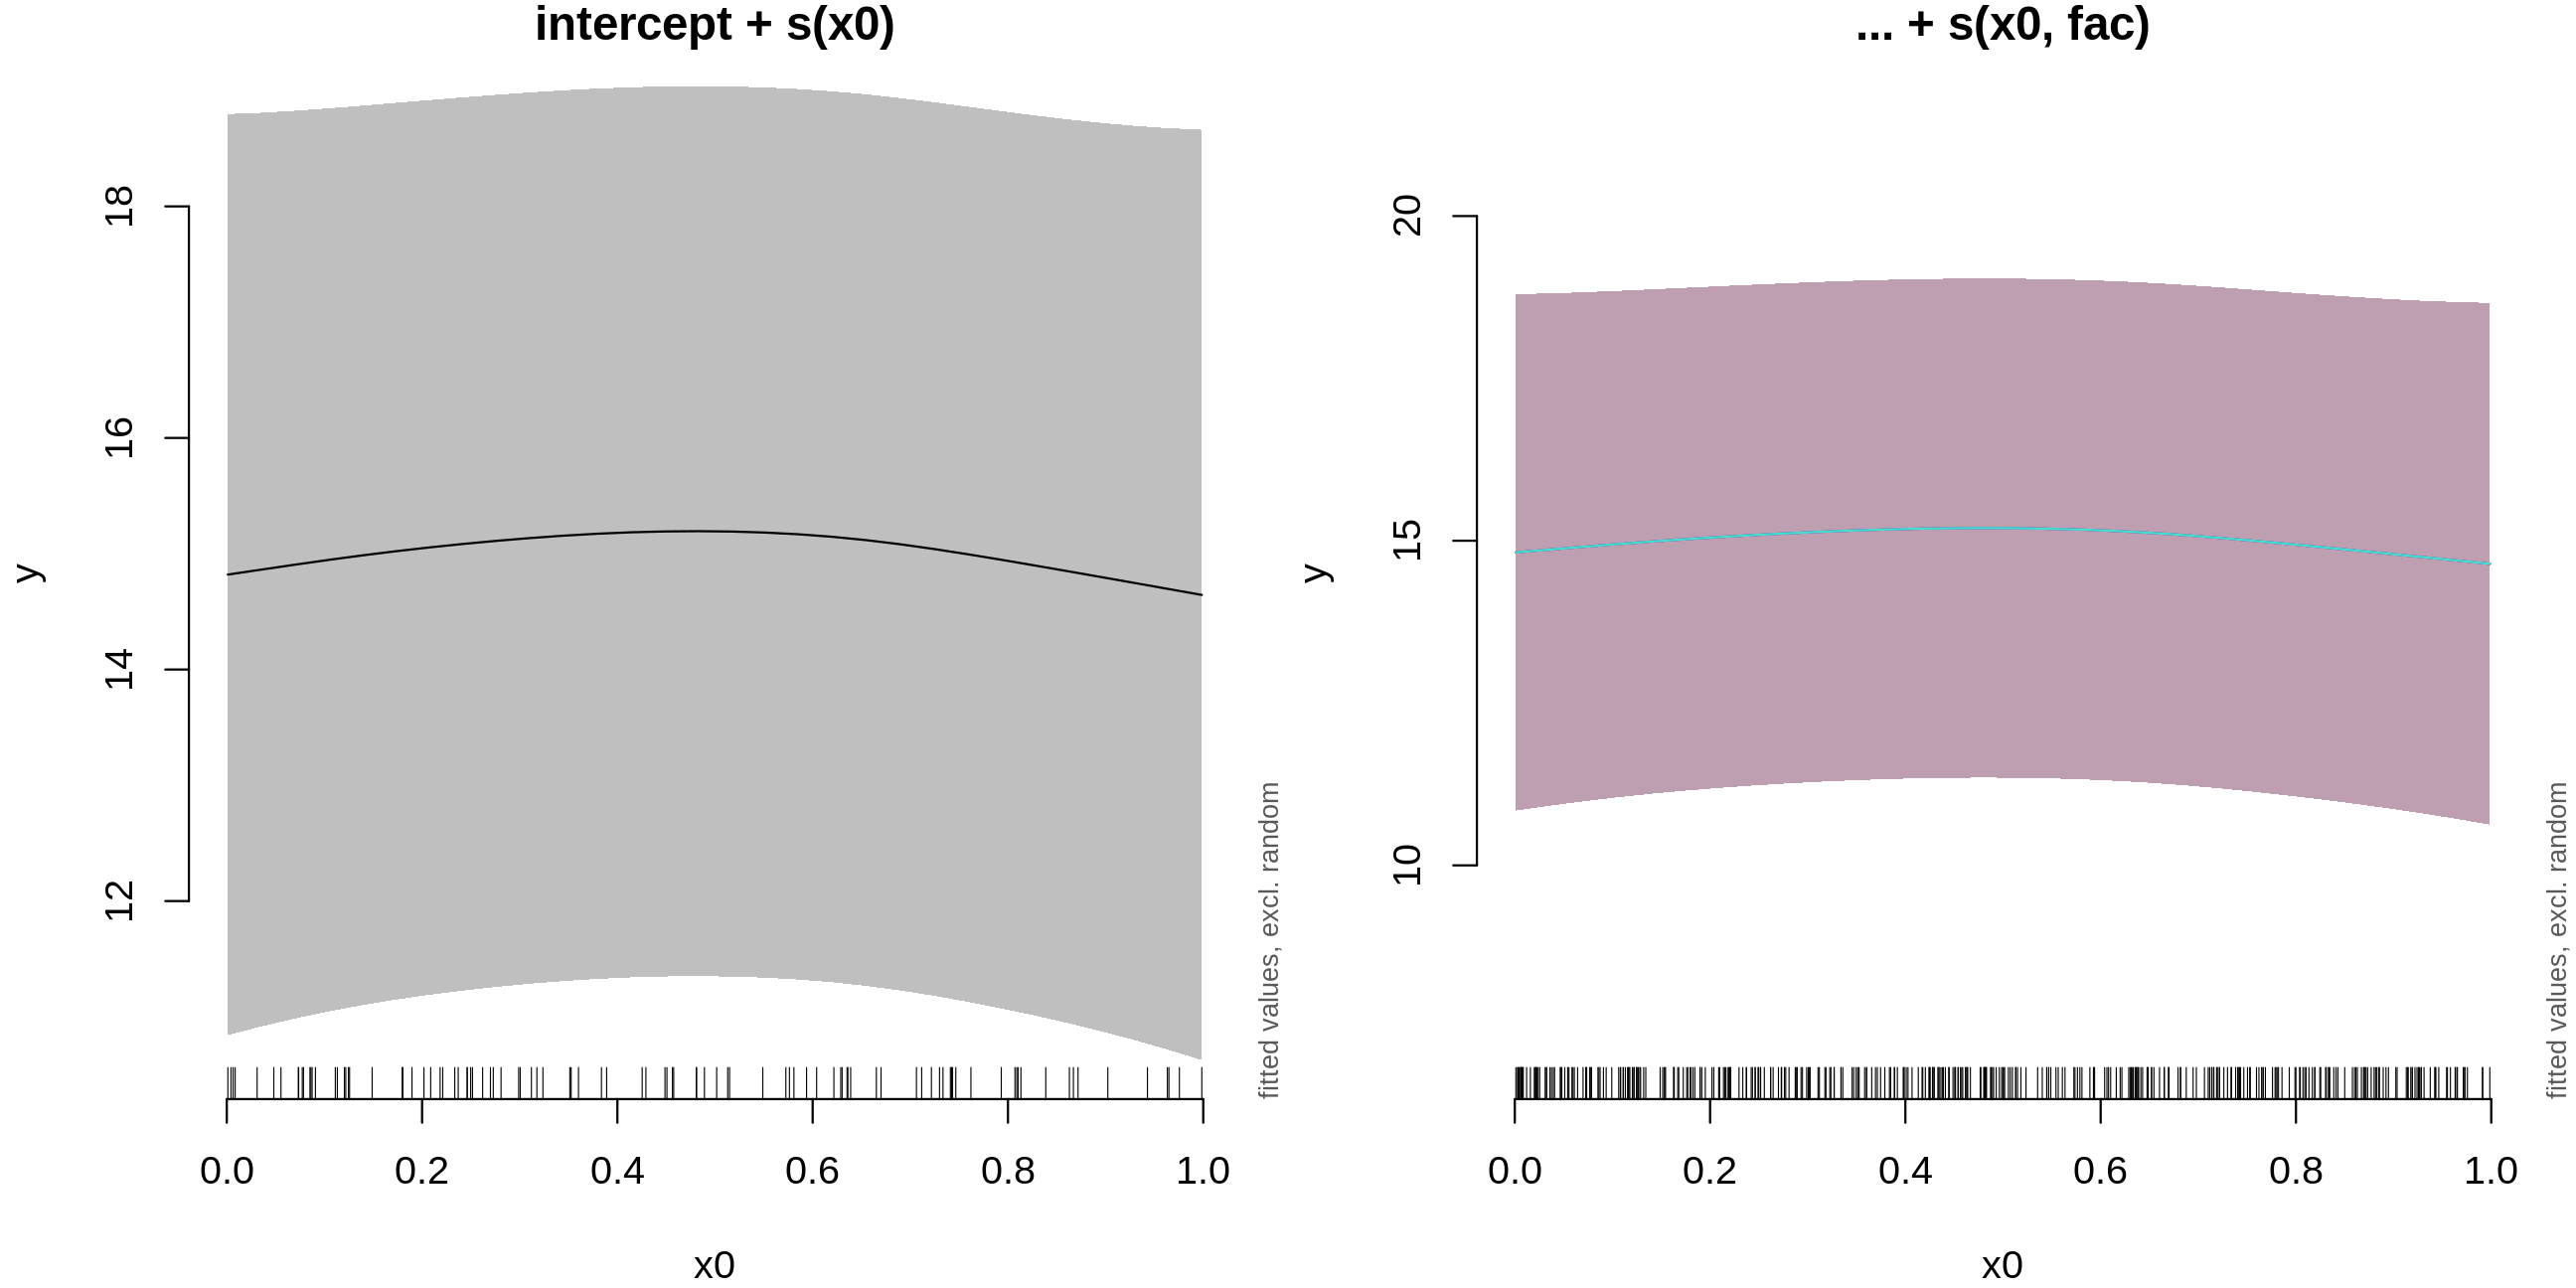 intercept + s(x0)
18
16
14
12
y
0.0 0.2 0.4 0.6 0.8 1.0
x0
fitted values, excl. random
... + s(x0, fac)
20
15
10
y
0.0 0.2 0.4 0.6 0.8 1.0
x0
fitted values, excl. random